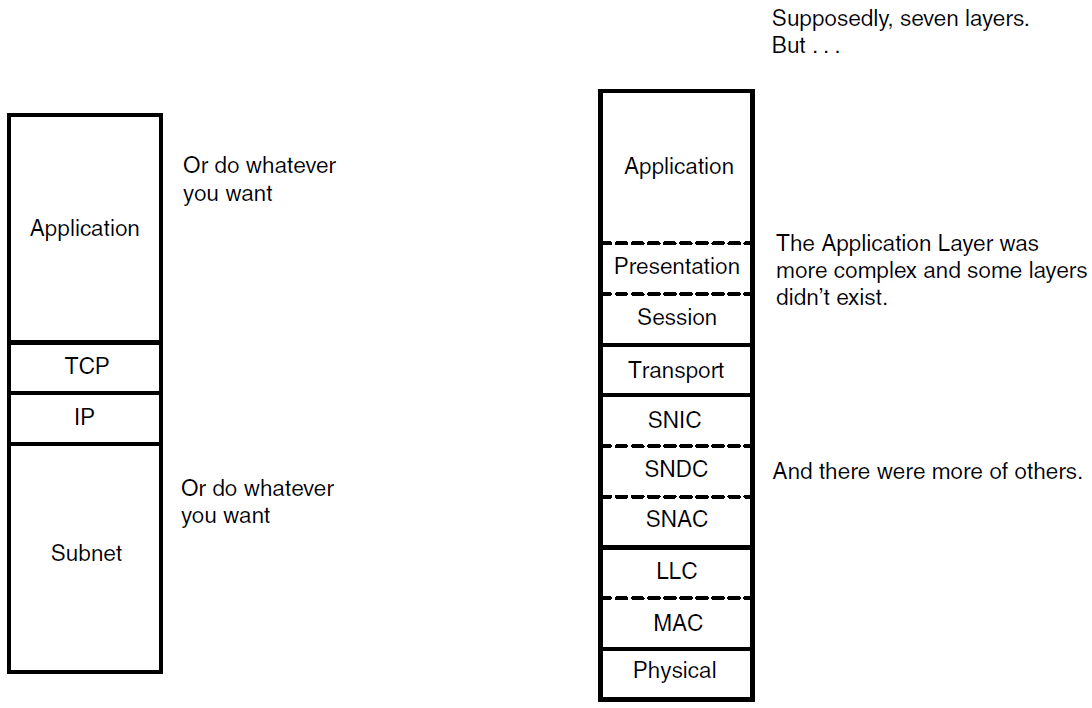 Supposedly, seven layers.
But . . .
Or do whatever
you want
Application
TCP
IP
Or do whatever
you want
Subnet
Application
Presentation
Session
The Application Layer was
more complex and some layers
didn’t exist.
Transport
SNIC
SNDC
And there were more of others.
SNAC
LLC
MAC
Physical